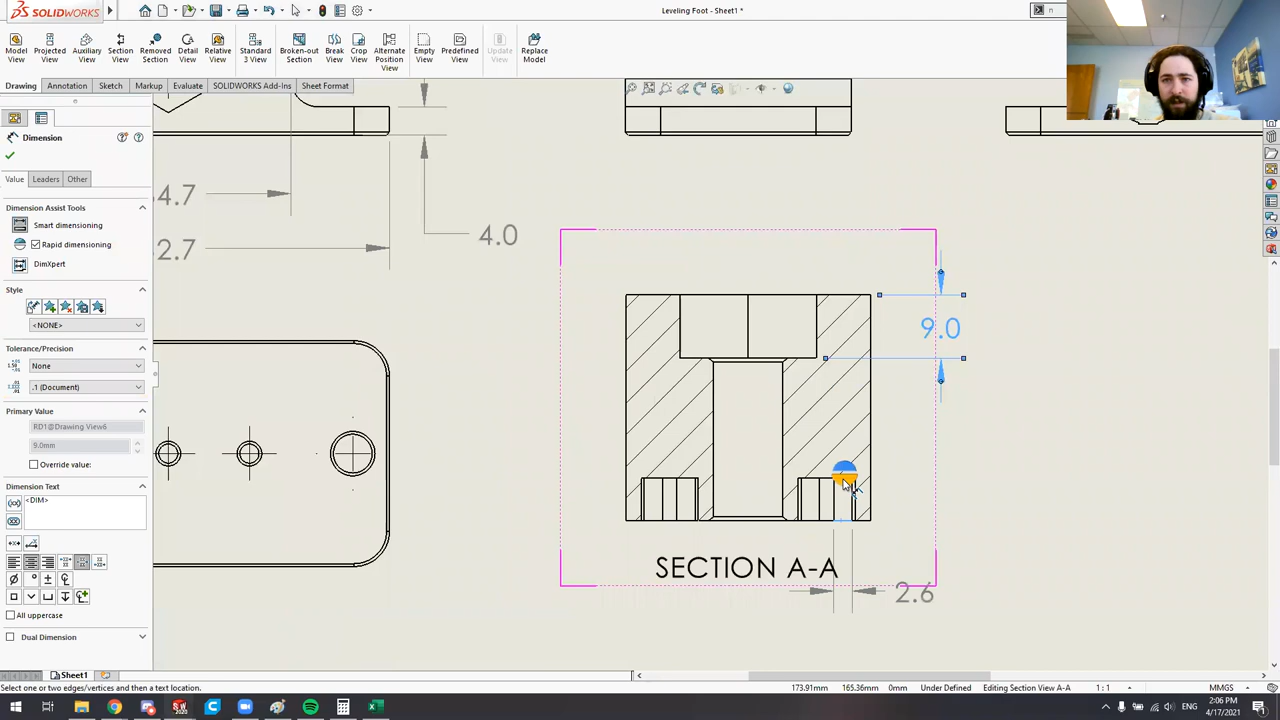 SOLIDWORKS
Leveling Foot - Sheet1 *
Model View
Projected View
Auxiliary View
Section View
Removed Section
Detail View
Relative View
Standard 3 View
Broken-out Section
Break View
Crop View
Alternate Position View
Empty View
Predefined View
Update View
Replace Model
Drawing
Annotation
Sketch
Markup
Evaluate
SOLIDWORKS Add-Ins
Sheet Format
Dimension
Value
Leaders
Other
Dimension Assist Tools
Smart dimensioning
Rapid dimensioning
DimXpert
Style
<NONE>
Tolerance/Precision
None
.1 (Document)
Primary Value
RD1@Drawing View6
9.0mm
Override value:
Dimension Text
<DIM>
All uppercase
Dual Dimension
4.7
2.7
4.0
9.0
SECTION A-A
2.6
Sheet1
Select one or two edges/vertices and then a text location.
173.91mm
165.36mm
0mm
Under Defined
Editing Section View A-A
1 : 1
MMGS
2:06 PM
4/17/2021